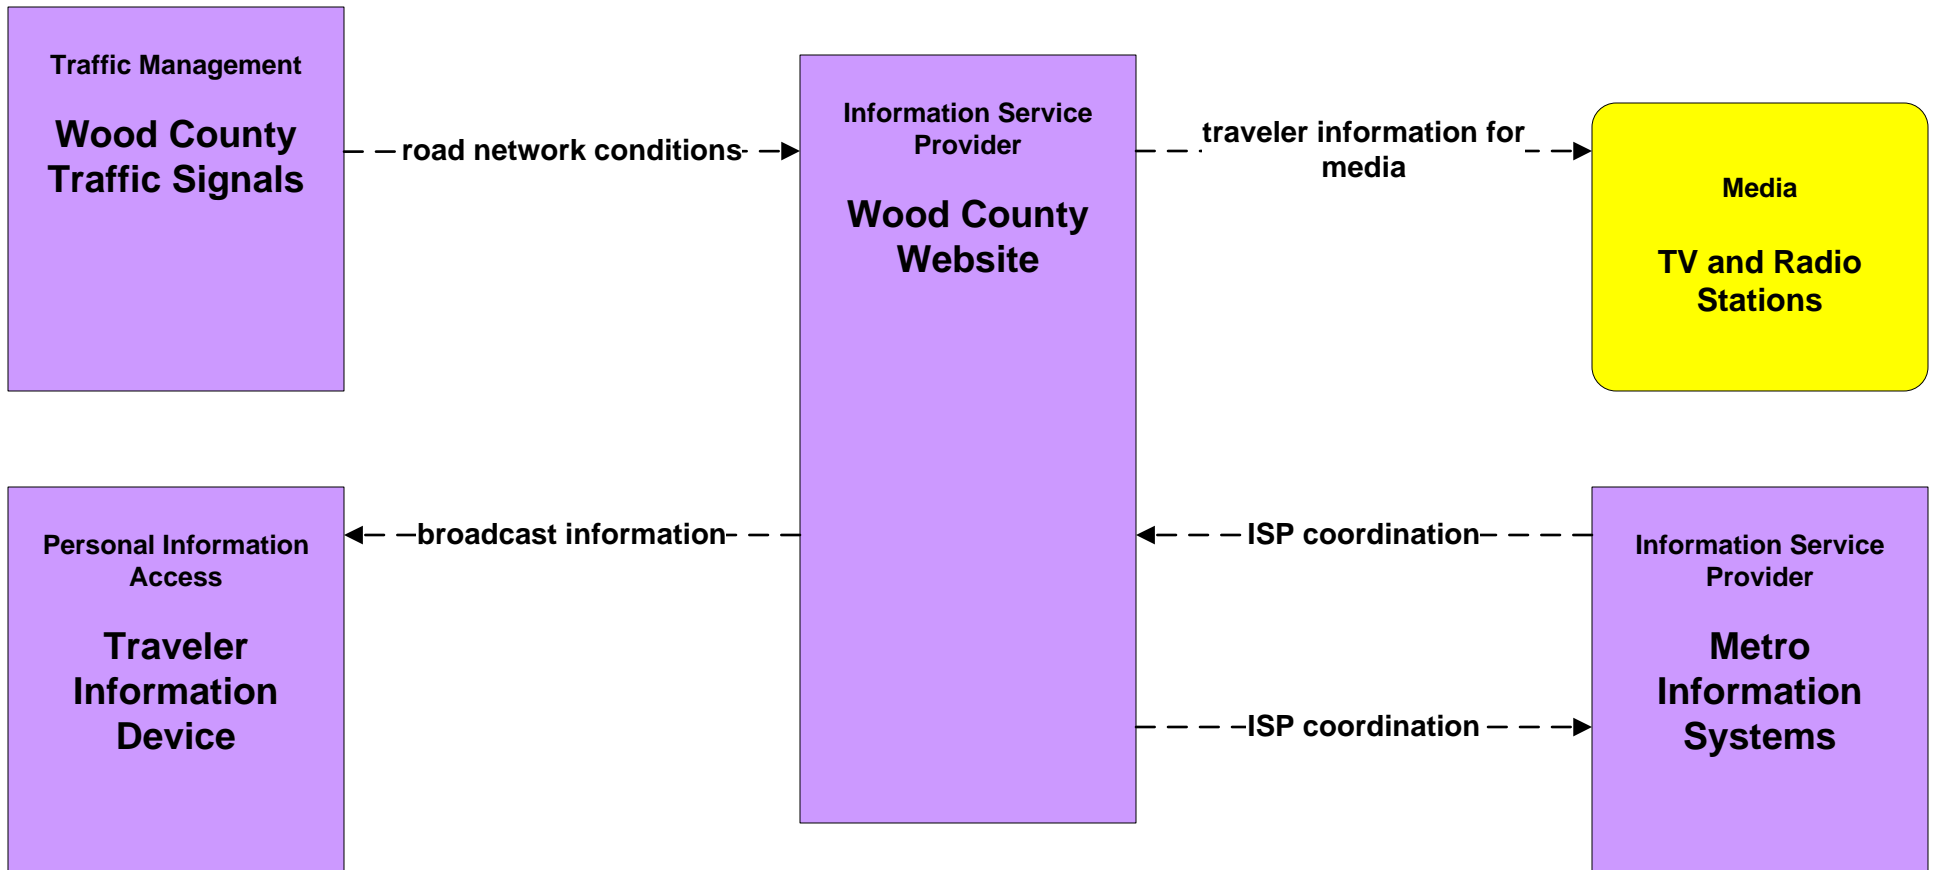 Traffic Management
Wood County
Traffic Signals
road network conditions
Information Service
Provider
Wood County
Website
traveler information for
media
Media
TV and Radio
Stations
Personal Information
Access
Traveler
Information
Device
broadcast information
ISP coordination
ISP coordination
Information Service
Provider
Metro
Information
Systems